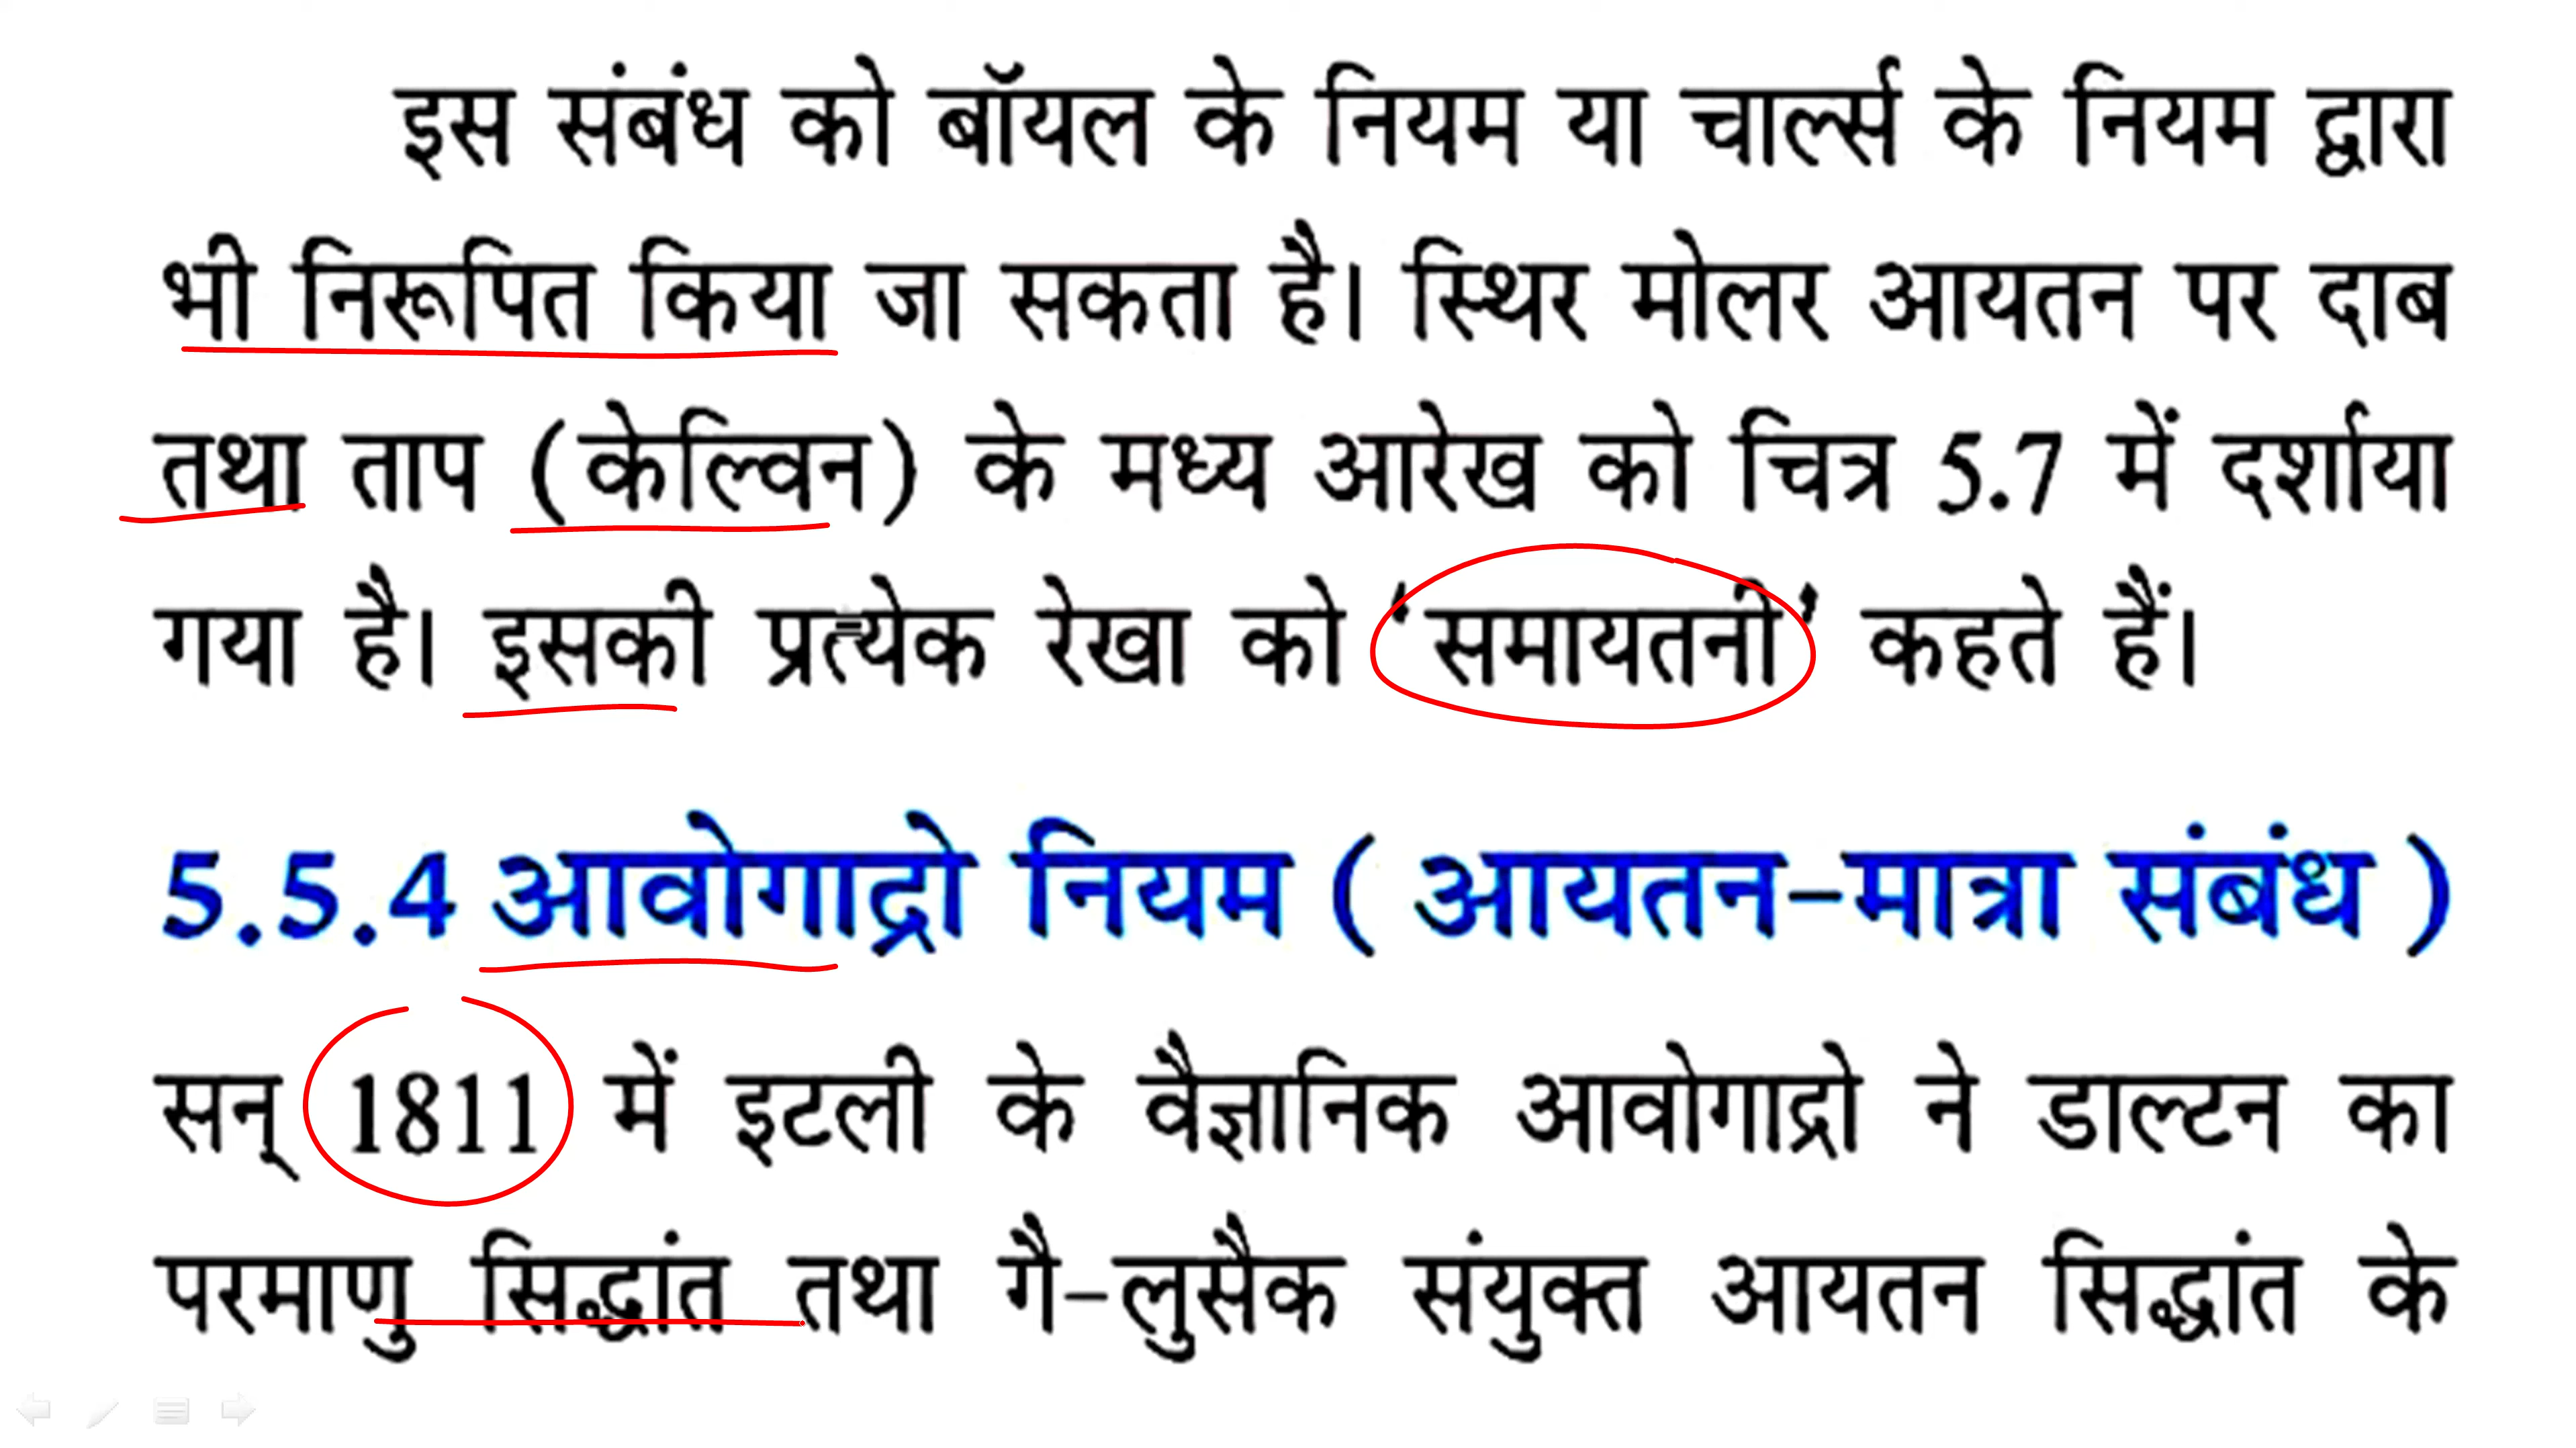 इस संबंध को बॉयल के नियम या चार्ल्स के नियम द्वारा
भी निरूपित किया जा सकता है। स्थिर मोलर आयतन पर दाब
तथा ताप (केल्विन) के मध्य आरेख को चित्र 5.7 में दर्शाया
गया है। इसकी प्रत्येक रेखा को ‘समायतनी’ कहते हैं।
5.5.4 आवोगाद्रो नियम ( आयतन-मात्रा संबंध )
सन् 1811 में इटली के वैज्ञानिक आवोगाद्रो ने डाल्टन का
परमाणु सिद्धांत तथा गै-लुसैक संयुक्त आयतन सिद्धांत के